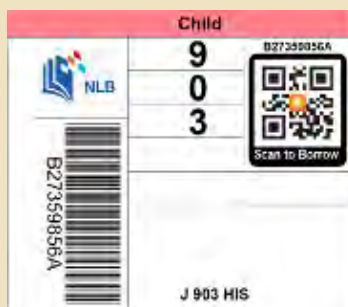 Child
9
0
3
B27359856A
NLB
Scan to Borrow
B27359856A
J 903 HIS